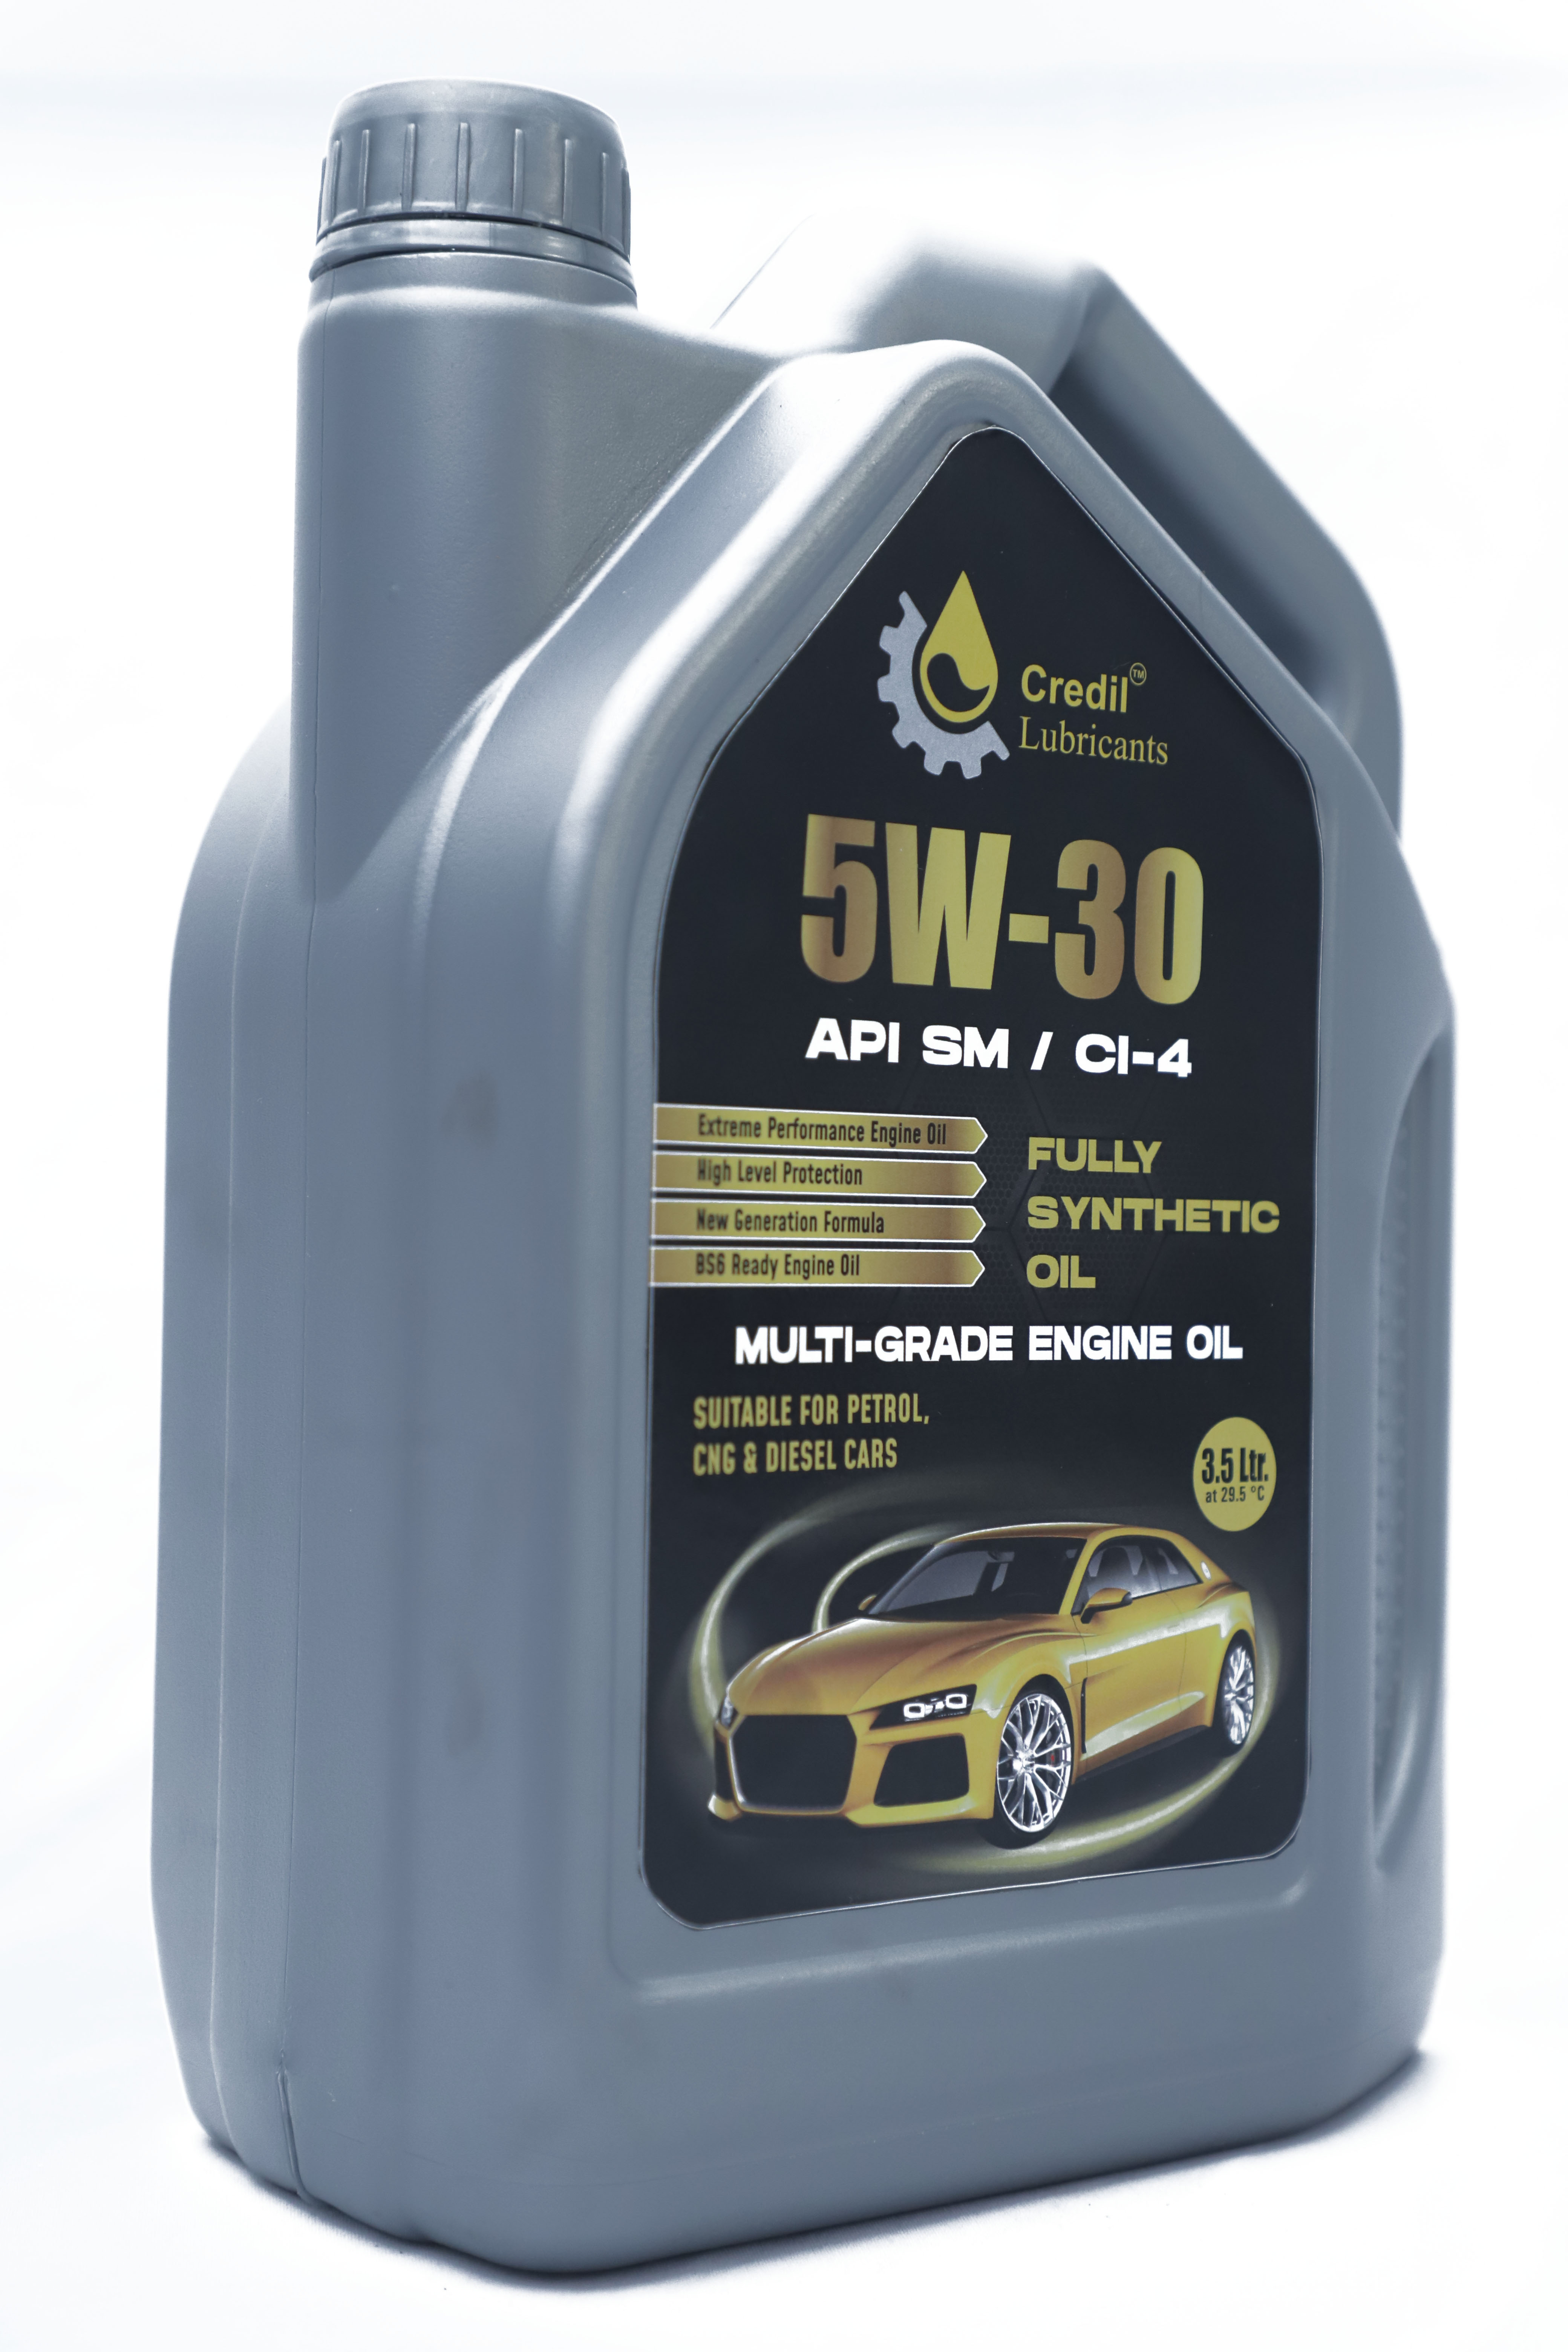 Credil™
Lubricants
5W-30
API SM / CI-4
Extreme Performance Engine Oil
High Level Protection
New Generation Formula
BS6 Ready Engine Oil
FULLY
SYNTHETIC
OIL
MULTI-GRADE ENGINE OIL
SUITABLE FOR PETROL,
CNG & DIESEL CARS
3.5 Ltr.
at 29.5 °C